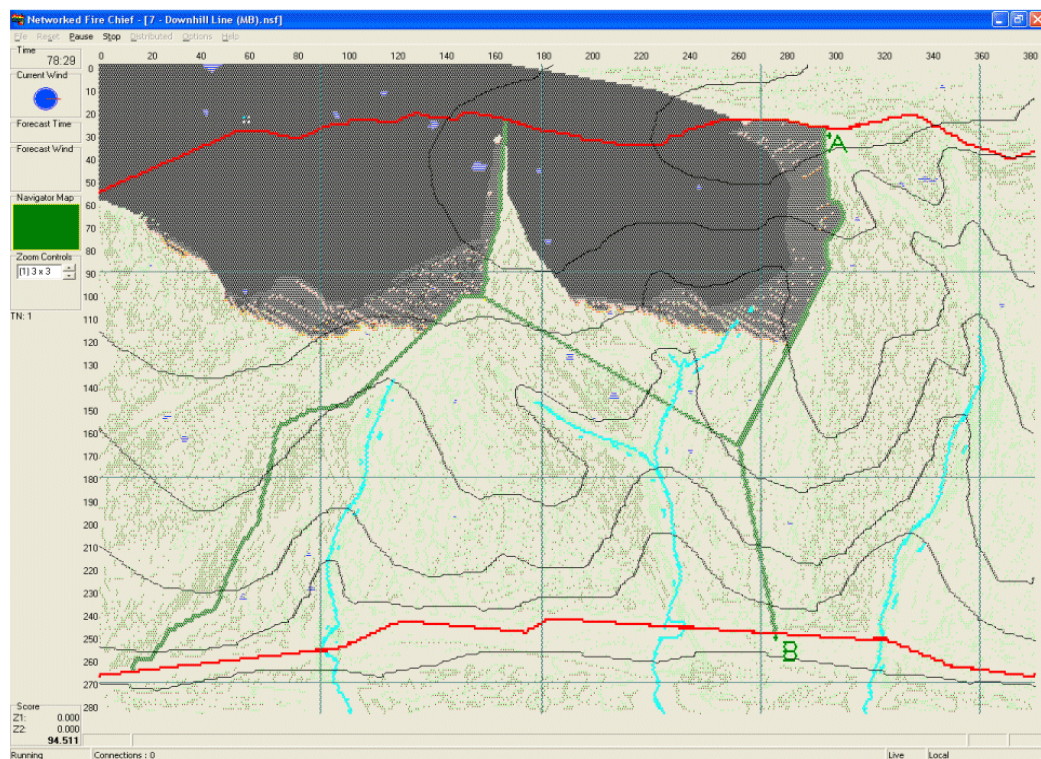 Networked Fire Chief - [7 - Downhill Line (MB).nsf]
File Reset Pause Stop Distributed Options Help
Time
78:29
Current Wind
Forecast Time
Forecast Wind
Navigator Map
Zoom Controls
[1] 3 x 3
TN: 1
0 20 40 60 80 100 120 140 160 180 200 220 240 260 280 300 320 340 360 380
0
10
20
30
40
50
60
70
80
90
100
110
120
130
140
150
160
170
180
190
200
210
220
230
240
250
260
270
280
A
B
Score
Z1: 0.000
Z2: 0.000
94.511
Running Connections : 0 Live Local